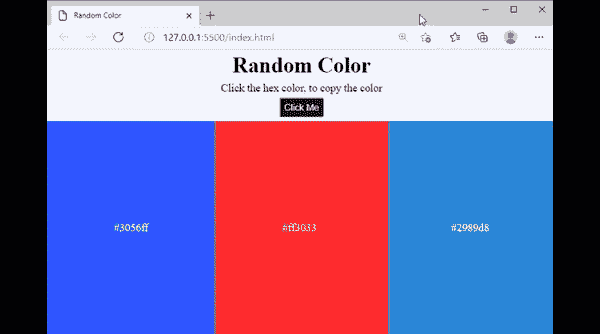 Random Color
127.0.0.1:5500/index.html
Random Color
Click the hex color, to copy the color
Click Me
#3056ff
#ff3033
#2989d8